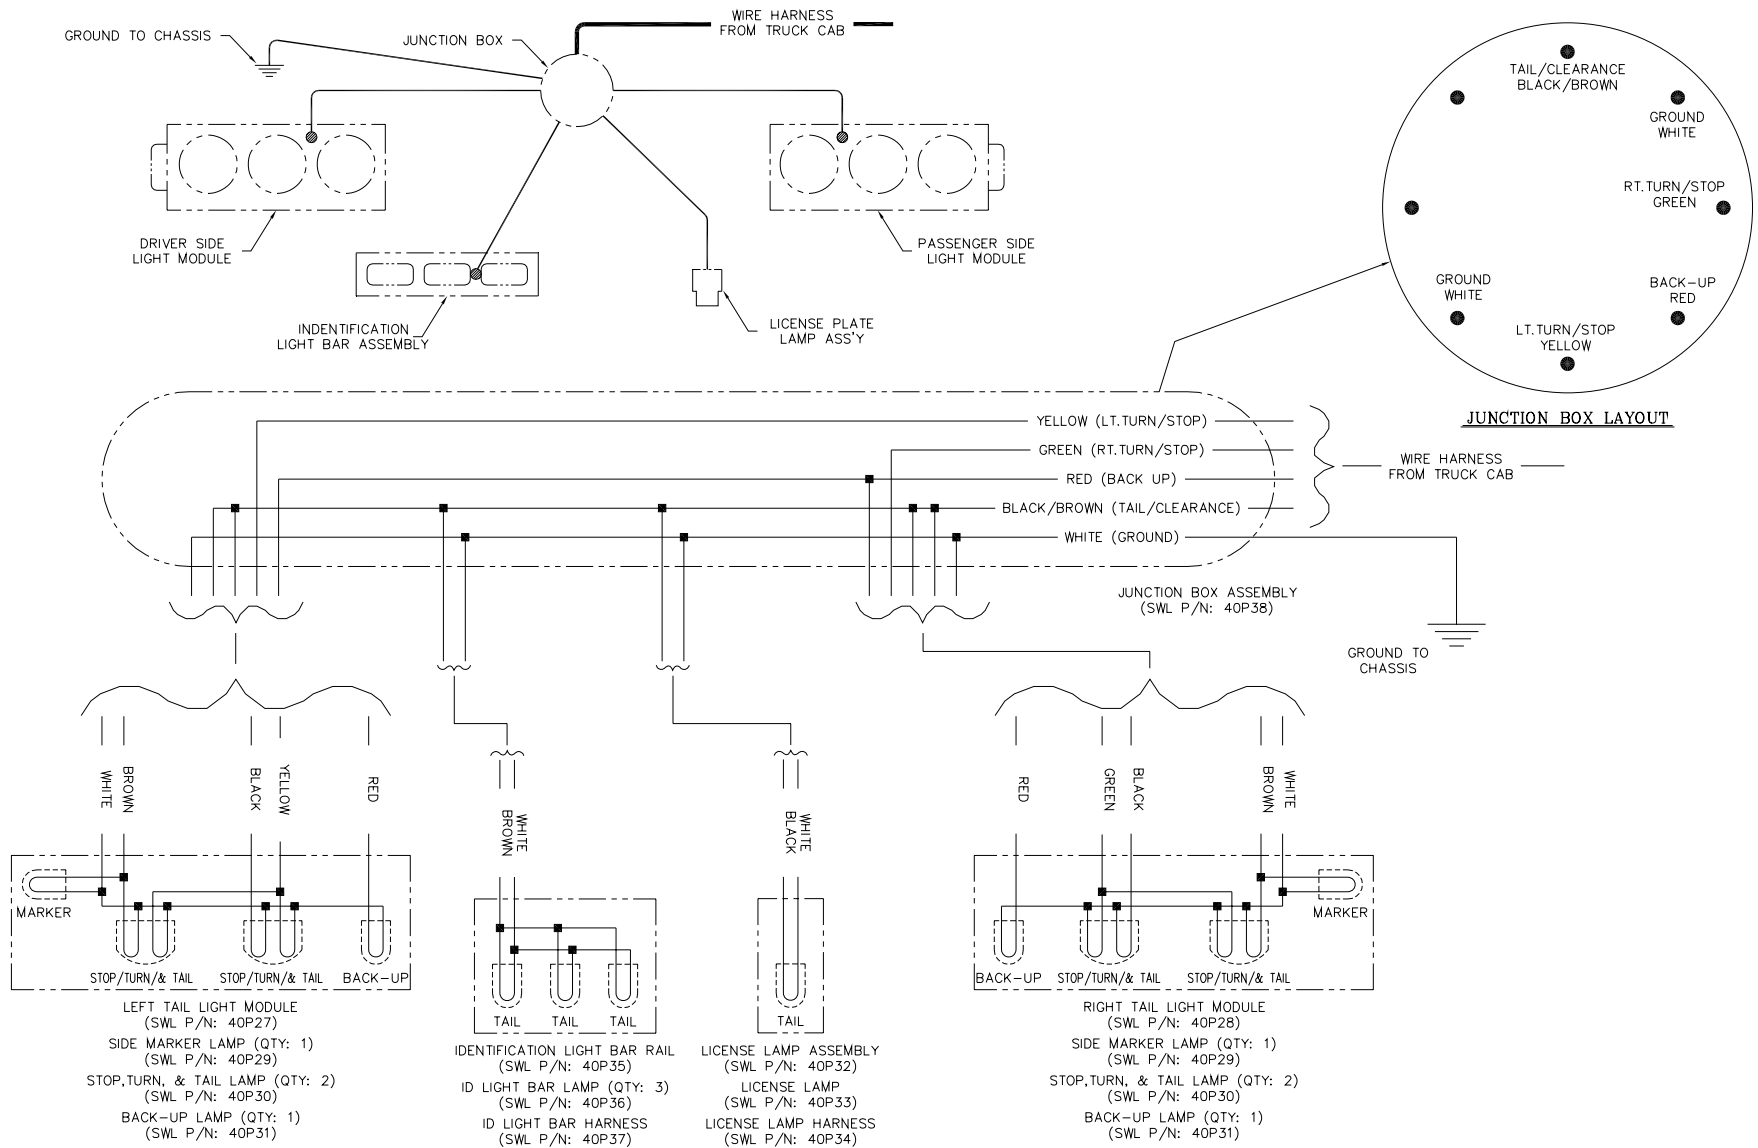 GROUND TO CHASSIS
JUNCTION BOX
WIRE HARNESS
FROM TRUCK CAB
DRIVER SIDE
LIGHT MODULE
PASSENGER SIDE
LIGHT MODULE
INDENTIFICATION
LIGHT BAR ASSEMBLY
LICENSE PLATE
LAMP ASS'Y
TAIL/CLEARANCE
BLACK/BROWN
GROUND
WHITE
RT.TURN/STOP
GREEN
BACK-UP
RED
GROUND
WHITE
LT.TURN/STOP
YELLOW
JUNCTION BOX LAYOUT
YELLOW (LT.TURN/STOP)
GREEN (RT.TURN/STOP)
RED (BACK UP)
BLACK/BROWN (TAIL/CLEARANCE)
WHITE (GROUND)
WIRE HARNESS
FROM TRUCK CAB
JUNCTION BOX ASSEMBLY
(SWL P/N: 40P38)
GROUND TO
CHASSIS
WHITE
BROWN
BLACK
YELLOW
RED
WHITE
BROWN
WHITE
BLACK
RED
GREEN
BLACK
BROWN
WHITE
MARKER
STOP/TURN/& TAIL
STOP/TURN/& TAIL
BACK-UP
TAIL
TAIL
TAIL
TAIL
BACK-UP
STOP/TURN/& TAIL
STOP/TURN/& TAIL
MARKER
LEFT TAIL LIGHT MODULE
(SWL P/N: 40P27)
SIDE MARKER LAMP (QTY: 1)
(SWL P/N: 40P29)
STOP,TURN, & TAIL LAMP (QTY: 2)
(SWL P/N: 40P30)
BACK-UP LAMP (QTY: 1)
(SWL P/N: 40P31)
IDENTIFICATION LIGHT BAR RAIL
(SWL P/N: 40P35)
ID LIGHT BAR LAMP (QTY: 3)
(SWL P/N: 40P36)
ID LIGHT BAR HARNESS
(SWL P/N: 40P37)
LICENSE LAMP ASSEMBLY
(SWL P/N: 40P32)
LICENSE LAMP
(SWL P/N: 40P33)
LICENSE LAMP HARNESS
(SWL P/N: 40P34)
RIGHT TAIL LIGHT MODULE
(SWL P/N: 40P28)
SIDE MARKER LAMP (QTY: 1)
(SWL P/N: 40P29)
STOP,TURN, & TAIL LAMP (QTY: 2)
(SWL P/N: 40P30)
BACK-UP LAMP (QTY: 1)
(SWL P/N: 40P31)